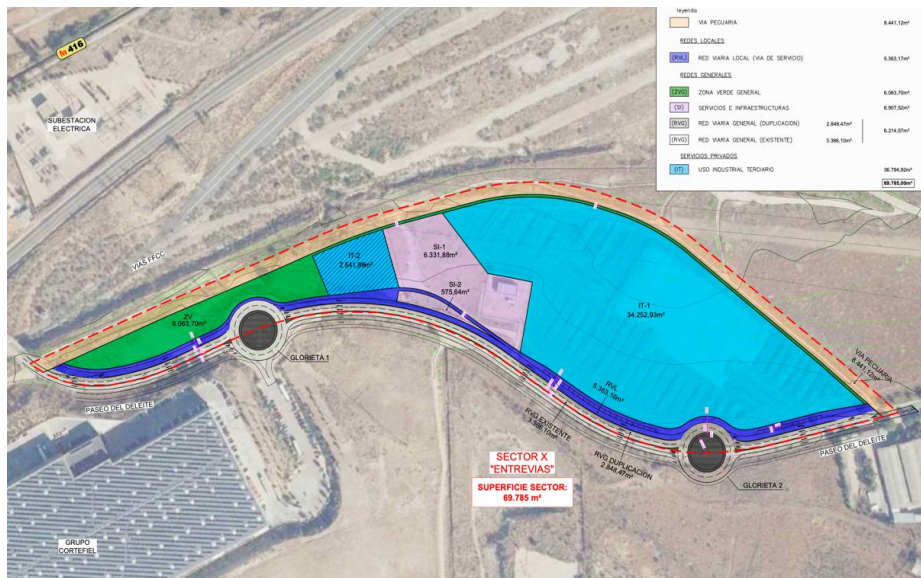 leyenda
VIA PECUARIA 8.441,12m²
REDES LOCALES
(RVL) RED VIARIA LOCAL (VIA DE SERVICIO) 5.363,17m²
REDES GENERALES
(ZVG) ZONA VERDE GENERAL 6.063,70m²
(SI) SERVICIOS E INFRAESTRUCTURAS 6.907,52m²
(RVG) RED VIARIA GENERAL (DUPLICACION) 2.848,47m²
6.214,57m²
(RVG) RED VIARIA GENERAL (EXISTENTE) 3.366,10m²
SERVICIOS PRIVADOS
(IT) USO INDUSTRIAL TERCIARIO 36.794,92m²
69.785,00m²
M 416
SUBESTACION
ELECTRICA
VIAS FFCC
IT-2
2.541,99m²
SI-1
6.331,88m²
SI-2
575,64m²
IT-1
34.252,93m²
ZV
6.063,70m²
GLORIETA 1
VIA PECUARIA
8.441,12m²
RVL
5.363,16m²
PASEO DEL DELEITE
RVG EXISTENTE
3.366,10m²
RVG DUPLICACION
2.848,47m²
PASEO DEL DELEITE
SECTOR X
"ENTREVIAS"
SUPERFICIE SECTOR:
69.785 m²
GLORIETA 2
GRUPO
CORTEFIEL